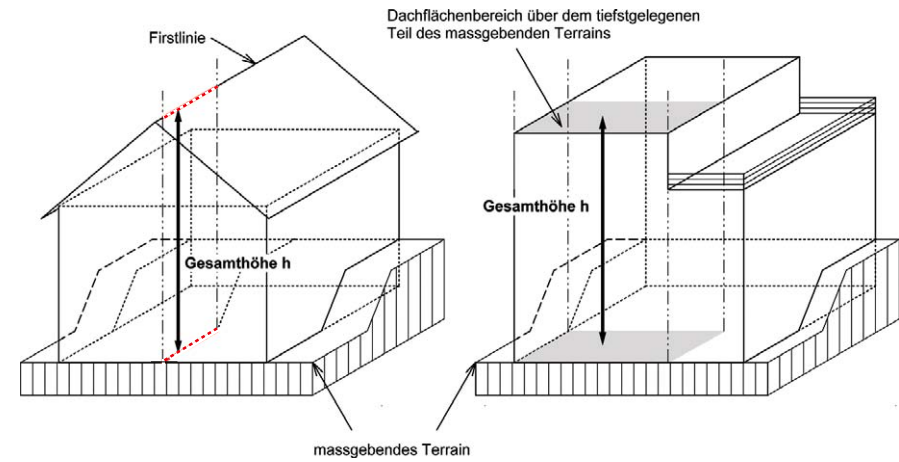 Firstlinie
Dachflächenbereich über dem tiefstgelegenen
Teil des massgebenden Terrains
Gesamthöhe h
Gesamthöhe h
massgebendes Terrain